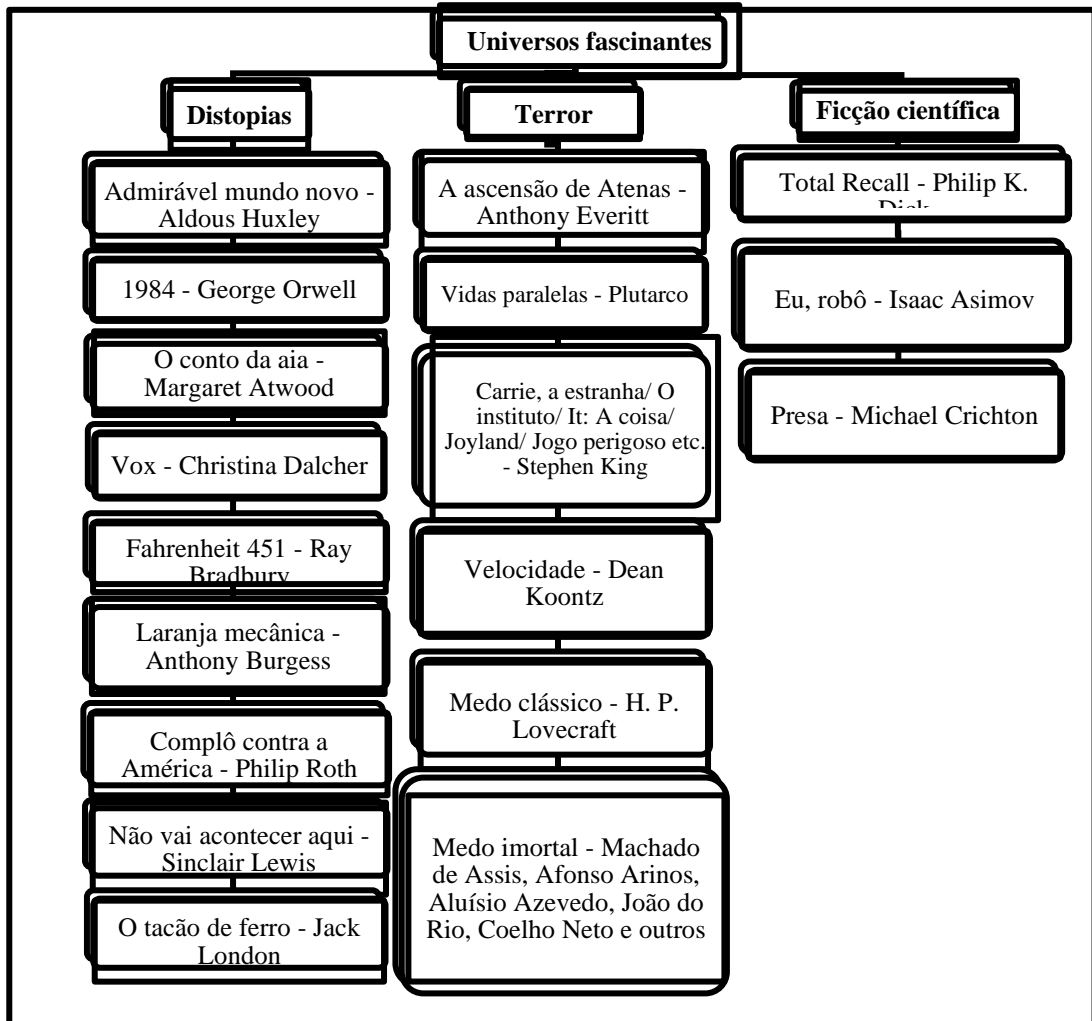 Universos fascinantes
Distopias
Admirável mundo novo -
Aldous Huxley
1984 - George Orwell
O conto da aia -
Margaret Atwood
Vox - Christina Dalcher
Fahrenheit 451 - Ray
Bradbury
Laranja mecânica -
Anthony Burgess
Complô contra a
América - Philip Roth
Não vai acontecer aqui -
Sinclair Lewis
O tacão de ferro - Jack
London
Terror
A ascensão de Atenas -
Anthony Everitt
Vidas paralelas - Plutarco
Carrie, a estranha/ O
instituto/ It: A coisa/
Joyland/ Jogo perigoso etc.
- Stephen King
Velocidade - Dean
Koontz
Medo clássico - H. P.
Lovecraft
Medo imortal - Machado
de Assis, Afonso Arinos,
Aluísio Azevedo, João do
Rio, Coelho Neto e outros
Ficção científica
Total Recall - Philip K.
Dick
Eu, robô - Isaac Asimov
Presa - Michael Crichton